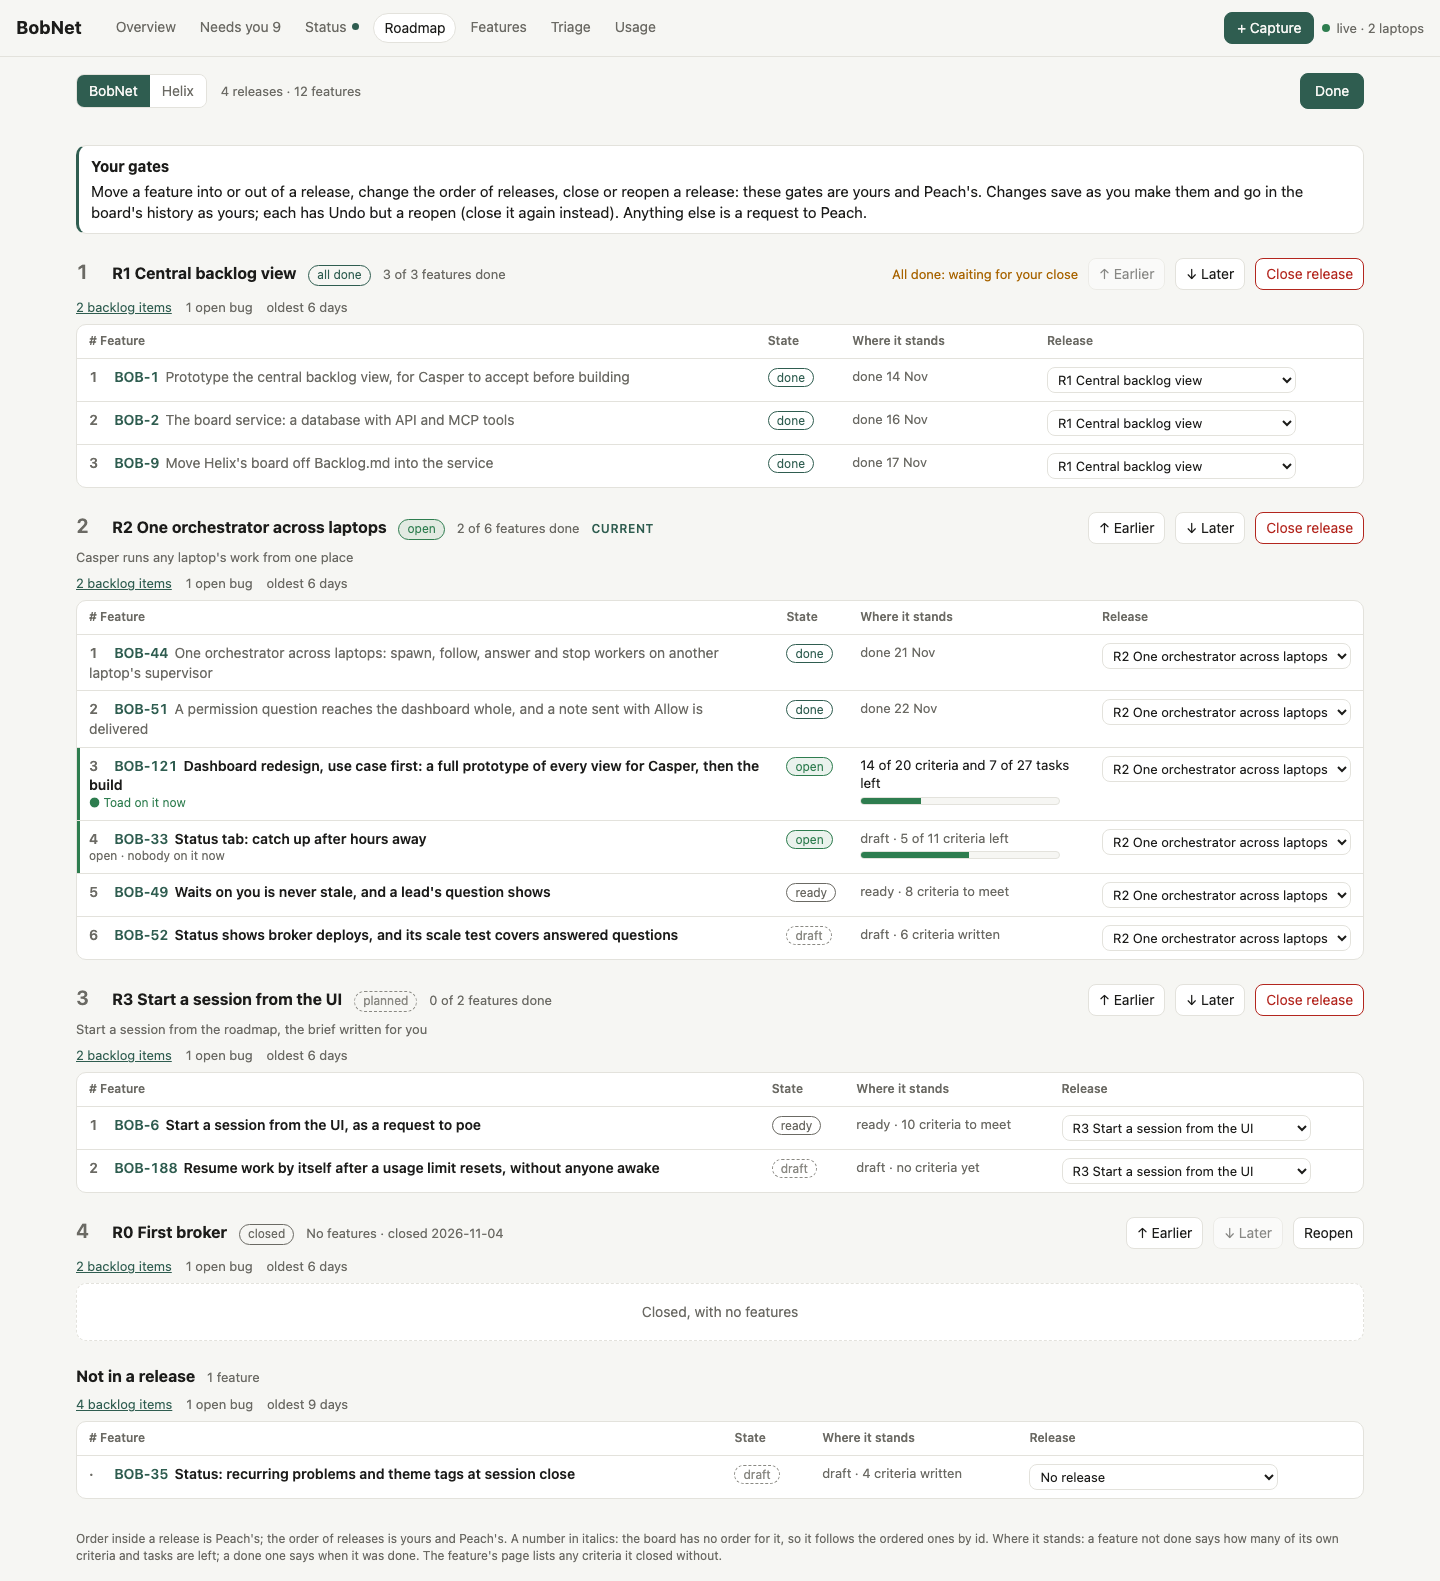 BobNet
Overview
Needs you 9
Status
Roadmap
Features
Triage
Usage
+ Capture
live · 2 laptops
BobNet
Helix
4 releases · 12 features
Done
Your gates
Move a feature into or out of a release, change the order of releases, close or reopen a release: these gates are yours and Peach's. Changes save as you make them and go in the
board's history as yours; each has Undo but a reopen (close it again instead). Anything else is a request to Peach.
1 R1 Central backlog view all done 3 of 3 features done All done: waiting for your close ↑ Earlier ↓ Later Close release
2 backlog items 1 open bug oldest 6 days
# Feature State Where it stands Release
1 BOB-1 Prototype the central backlog view, for Casper to accept before building done done 14 Nov R1 Central backlog view
2 BOB-2 The board service: a database with API and MCP tools done done 16 Nov R1 Central backlog view
3 BOB-9 Move Helix's board off Backlog.md into the service done done 17 Nov R1 Central backlog view
2 R2 One orchestrator across laptops open 2 of 6 features done CURRENT ↑ Earlier ↓ Later Close release
Casper runs any laptop's work from one place
2 backlog items 1 open bug oldest 6 days
# Feature State Where it stands Release
1 BOB-44 One orchestrator across laptops: spawn, follow, answer and stop workers on another done done 21 Nov R2 One orchestrator across laptops
laptop's supervisor
2 BOB-51 A permission question reaches the dashboard whole, and a note sent with Allow is done done 22 Nov R2 One orchestrator across laptops
delivered
3 BOB-121 Dashboard redesign, use case first: a full prototype of every view for Casper, then the open 14 of 20 criteria and 7 of 27 tasks R2 One orchestrator across laptops
build left
Toad on it now
4 BOB-33 Status tab: catch up after hours away open draft · 5 of 11 criteria left R2 One orchestrator across laptops
open · nobody on it now
5 BOB-49 Waits on you is never stale, and a lead's question shows ready ready · 8 criteria to meet R2 One orchestrator across laptops
6 BOB-52 Status shows broker deploys, and its scale test covers answered questions draft draft · 6 criteria written R2 One orchestrator across laptops
3 R3 Start a session from the UI planned 0 of 2 features done ↑ Earlier ↓ Later Close release
Start a session from the roadmap, the brief written for you
2 backlog items 1 open bug oldest 6 days
# Feature State Where it stands Release
1 BOB-6 Start a session from the UI, as a request to poe ready ready · 10 criteria to meet R3 Start a session from the UI
2 BOB-188 Resume work by itself after a usage limit resets, without anyone awake draft draft · no criteria yet R3 Start a session from the UI
4 R0 First broker closed No features · closed 2026-11-04 ↑ Earlier ↓ Later Reopen
2 backlog items 1 open bug oldest 6 days
Closed, with no features
Not in a release 1 feature
4 backlog items 1 open bug oldest 9 days
# Feature State Where it stands Release
· BOB-35 Status: recurring problems and theme tags at session close draft draft · 4 criteria written No release
Order inside a release is Peach's; the order of releases is yours and Peach's. A number in italics: the board has no order for it, so it follows the ordered ones by id. Where it stands: a feature not done says how many of its own
criteria and tasks are left; a done one says when it was done. The feature's page lists any criteria it closed without.